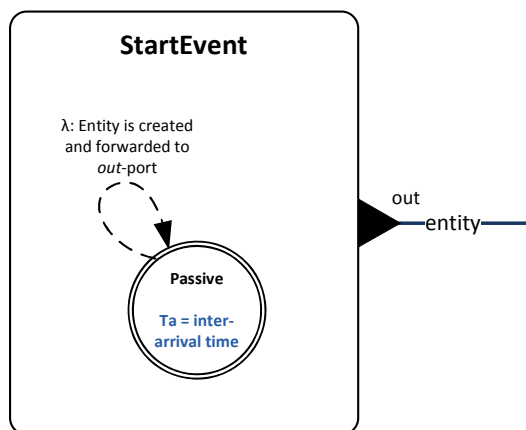 StartEvent
λ: Entity is created
and forwarded to
out-port
out
entity
Passive
Ta = inter-
arrival time